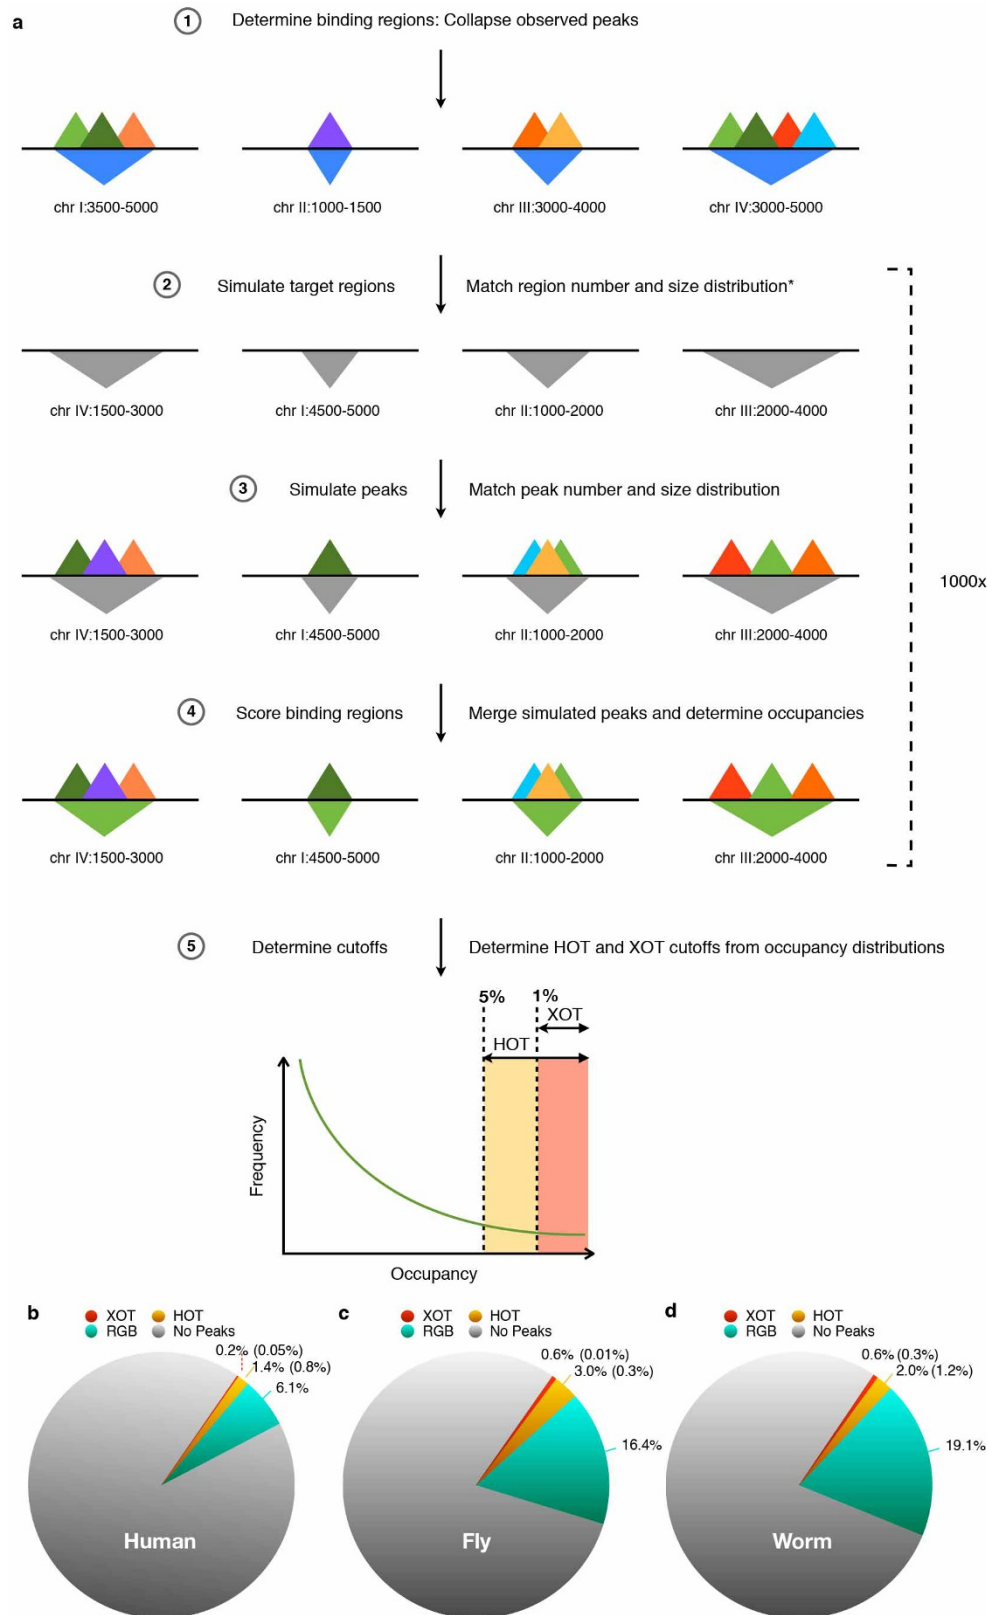 a
1 Determine binding regions: Collapse observed peaks
chr I:3500-5000 chr II:1000-1500 chr III:3000-4000 chr IV:3000-5000
2 Simulate target regions Match region number and size distribution*
chr IV:1500-3000 chr I:4500-5000 chr II:1000-2000 chr III:2000-4000
3 Simulate peaks Match peak number and size distribution
1000x
chr IV:1500-3000 chr I:4500-5000 chr II:1000-2000 chr III:2000-4000
4 Score binding regions Merge simulated peaks and determine occupancies
chr IV:1500-3000 chr I:4500-5000 chr II:1000-2000 chr III:2000-4000
5 Determine cutoffs Determine HOT and XOT cutoffs from occupancy distributions
5% 1%
XOT
HOT
Frequency
Occupancy
b
XOT HOT
RGB No Peaks
0.2% (0.05%)
1.4% (0.8%)
6.1%
Human
c
XOT HOT
RGB No Peaks
0.6% (0.01%)
3.0% (0.3%)
16.4%
Fly
d
XOT HOT
RGB No Peaks
0.6% (0.3%)
2.0% (1.2%)
19.1%
Worm